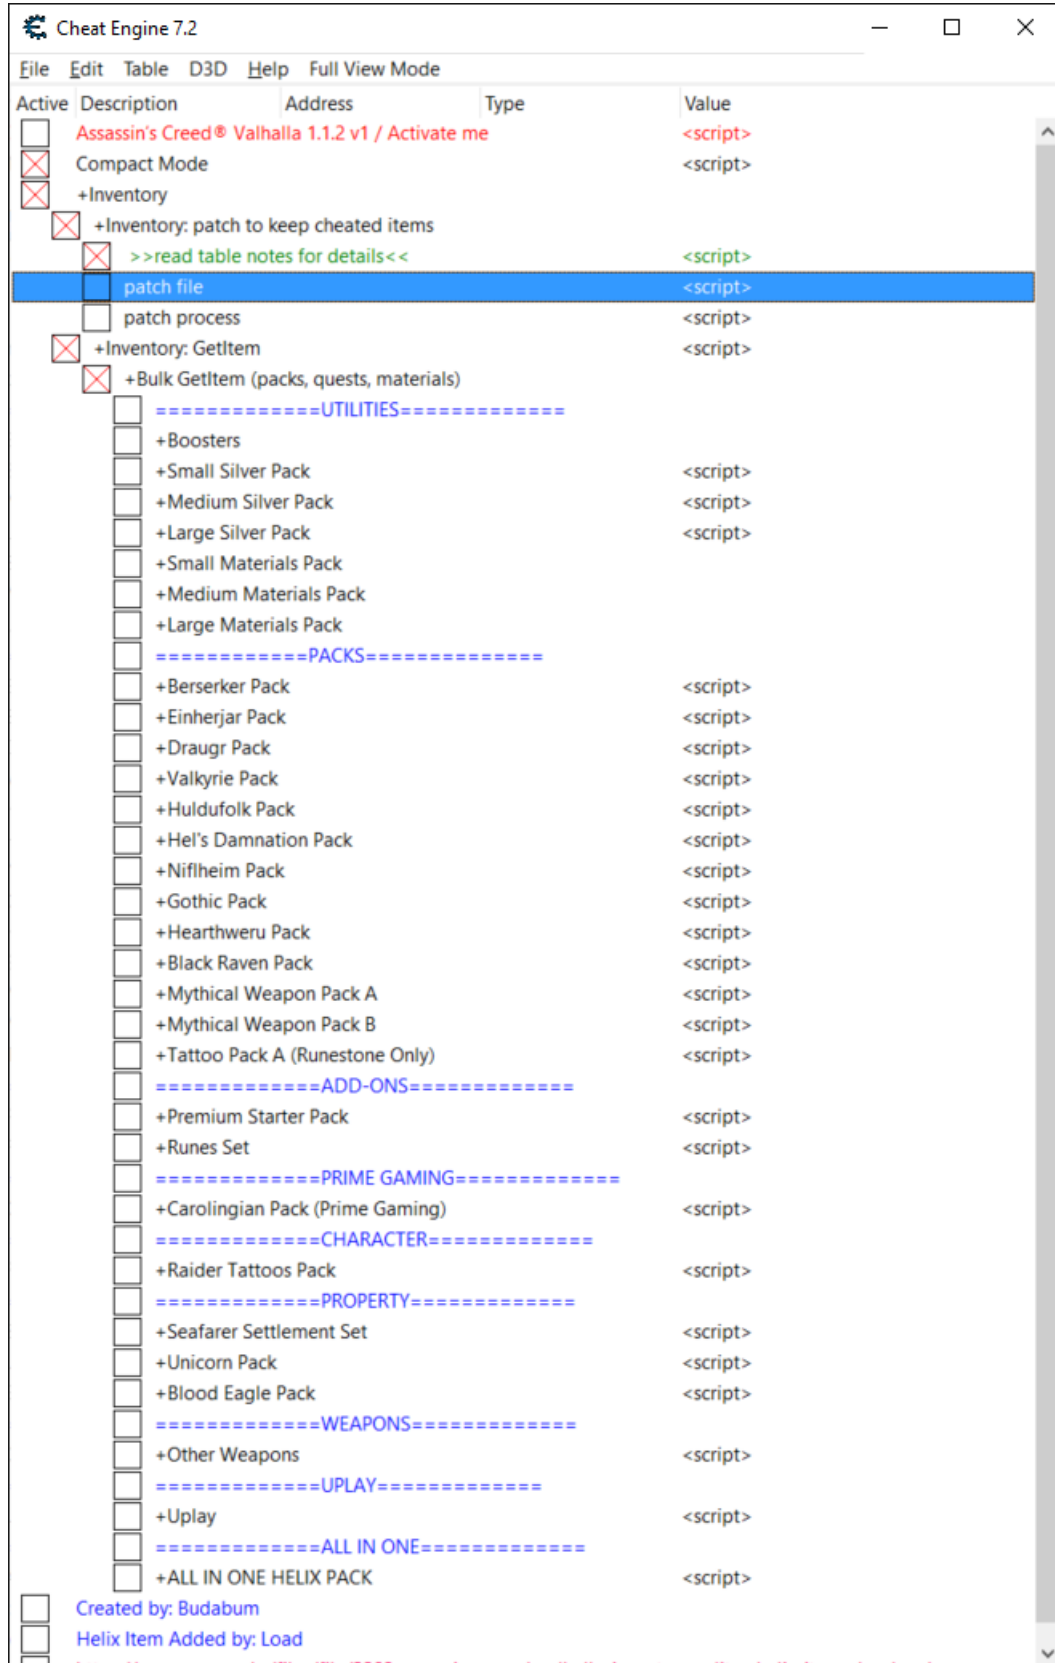 Cheat Engine 7.2
File Edit Table D3D Help Full View Mode
Active Description Address Type Value
Assassin's Creed® Valhalla 1.1.2 v1 / Activate me <script>
Compact Mode <script>
+Inventory
+Inventory: patch to keep cheated items
>>read table notes for details<< <script>
patch file <script>
patch process <script>
+Inventory: GetItem <script>
+Bulk GetItem (packs, quests, materials)
=============UTILITIES=============
+Boosters
+Small Silver Pack <script>
+Medium Silver Pack <script>
+Large Silver Pack <script>
+Small Materials Pack
+Medium Materials Pack
+Large Materials Pack
============PACKS==============
+Berserker Pack <script>
+Einherjar Pack <script>
+Draugr Pack <script>
+Valkyrie Pack <script>
+Huldufolk Pack <script>
+Hel's Damnation Pack <script>
+Niflheim Pack <script>
+Gothic Pack <script>
+Hearthweru Pack <script>
+Black Raven Pack <script>
+Mythical Weapon Pack A <script>
+Mythical Weapon Pack B <script>
+Tattoo Pack A (Runestone Only) <script>
=============ADD-ONS=============
+Premium Starter Pack <script>
+Runes Set <script>
=============PRIME GAMING=============
+Carolingian Pack (Prime Gaming) <script>
=============CHARACTER=============
+Raider Tattoos Pack <script>
=============PROPERTY=============
+Seafarer Settlement Set <script>
+Unicorn Pack <script>
+Blood Eagle Pack <script>
=============WEAPONS=============
+Other Weapons <script>
=============UPLAY=============
+Uplay <script>
=============ALL IN ONE=============
+ALL IN ONE HELIX PACK <script>
Created by: Budabum
Helix Item Added by: Load